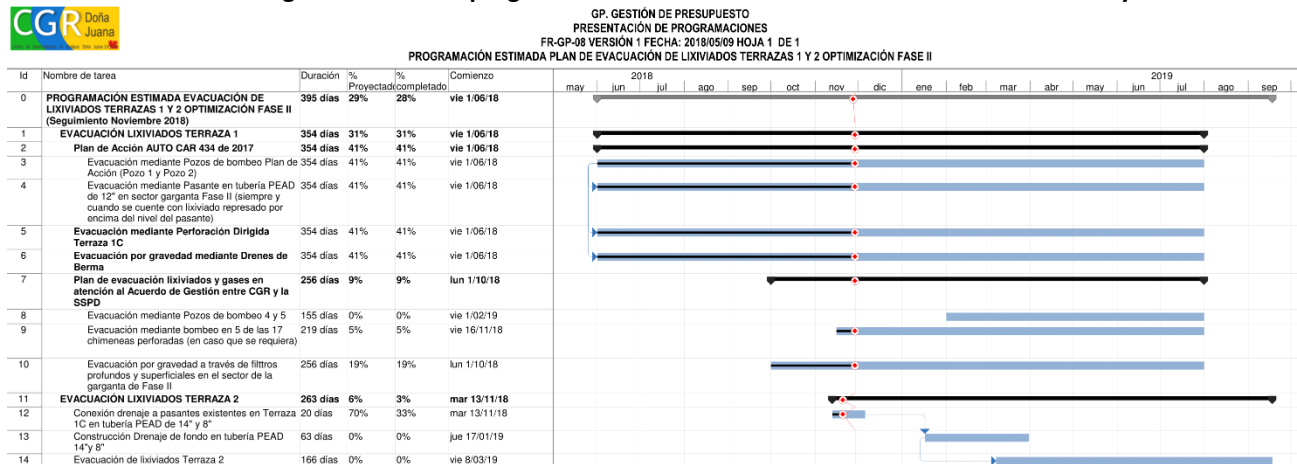 CGR Doña Juana
GP. GESTIÓN DE PRESUPUESTO
PRESENTACIÓN DE PROGRAMACIONES
FR-GP-08 VERSIÓN 1 FECHA: 2018/05/09 HOJA 1 DE 1
PROGRAMACIÓN ESTIMADA PLAN DE EVACUACIÓN DE LIXIVIADOS TERRAZAS 1 Y 2 OPTIMIZACIÓN FASE II
Id Nombre de tarea Duración % Proyectado % completado Comienzo
2018 2019
may jun jul ago sep oct nov dic ene feb mar abr may jun jul ago sep
0 PROGRAMACIÓN ESTIMADA EVACUACIÓN DE 395 días 29% 28% vie 1/06/18
LIXIVIADOS TERRAZAS 1 Y 2 OPTIMIZACIÓN FASE II
(Seguimiento Noviembre 2018)
1 EVACUACIÓN LIXIVIADOS TERRAZA 1 354 días 31% 31% vie 1/06/18
2 Plan de Acción AUTO CAR 434 de 2017 354 días 41% 41% vie 1/06/18
3 Evacuación mediante Pozos de bombeo Plan de 354 días 41% 41% vie 1/06/18
Acción (Pozo 1 y Pozo 2)
4 Evacuación mediante Pasante en tubería PEAD 354 días 41% 41% vie 1/06/18
de 12" en sector garganta Fase II (siempre y
cuando se cuente con lixiviado represado por
encima del nivel del pasante)
5 Evacuación mediante Perforación Dirigida 354 días 41% 41% vie 1/06/18
Terraza 1C
6 Evacuación por gravedad mediante Drenes de 354 días 41% 41% vie 1/06/18
Berma
7 Plan de evacuación lixiviados y gases en 256 días 9% 9% lun 1/10/18
atención al Acuerdo de Gestión entre CGR y la
SSPD
8 Evacuación mediante Pozos de bombeo 4 y 5 155 días 0% 0% vie 1/02/19
9 Evacuación mediante bombeo en 5 de las 17 219 días 5% 5% vie 16/11/18
chimeneas perforadas (en caso que se requiera)
10 Evacuación por gravedad a través de filttros 256 días 19% 19% lun 1/10/18
profundos y superficiales en el sector de la
garganta de Fase II
11 EVACUACIÓN LIXIVIADOS TERRAZA 2 263 días 6% 3% mar 13/11/18
12 Conexión drenaje a pasantes existentes en Terraza 20 días 70% 33% mar 13/11/18
1C en tubería PEAD de 14" y 8"
13 Construcción Drenaje de fondo en tubería PEAD 63 días 0% 0% jue 17/01/19
14"y 8"
14 Evacuación de lixiviados Terraza 2 166 días 0% 0% vie 8/03/19